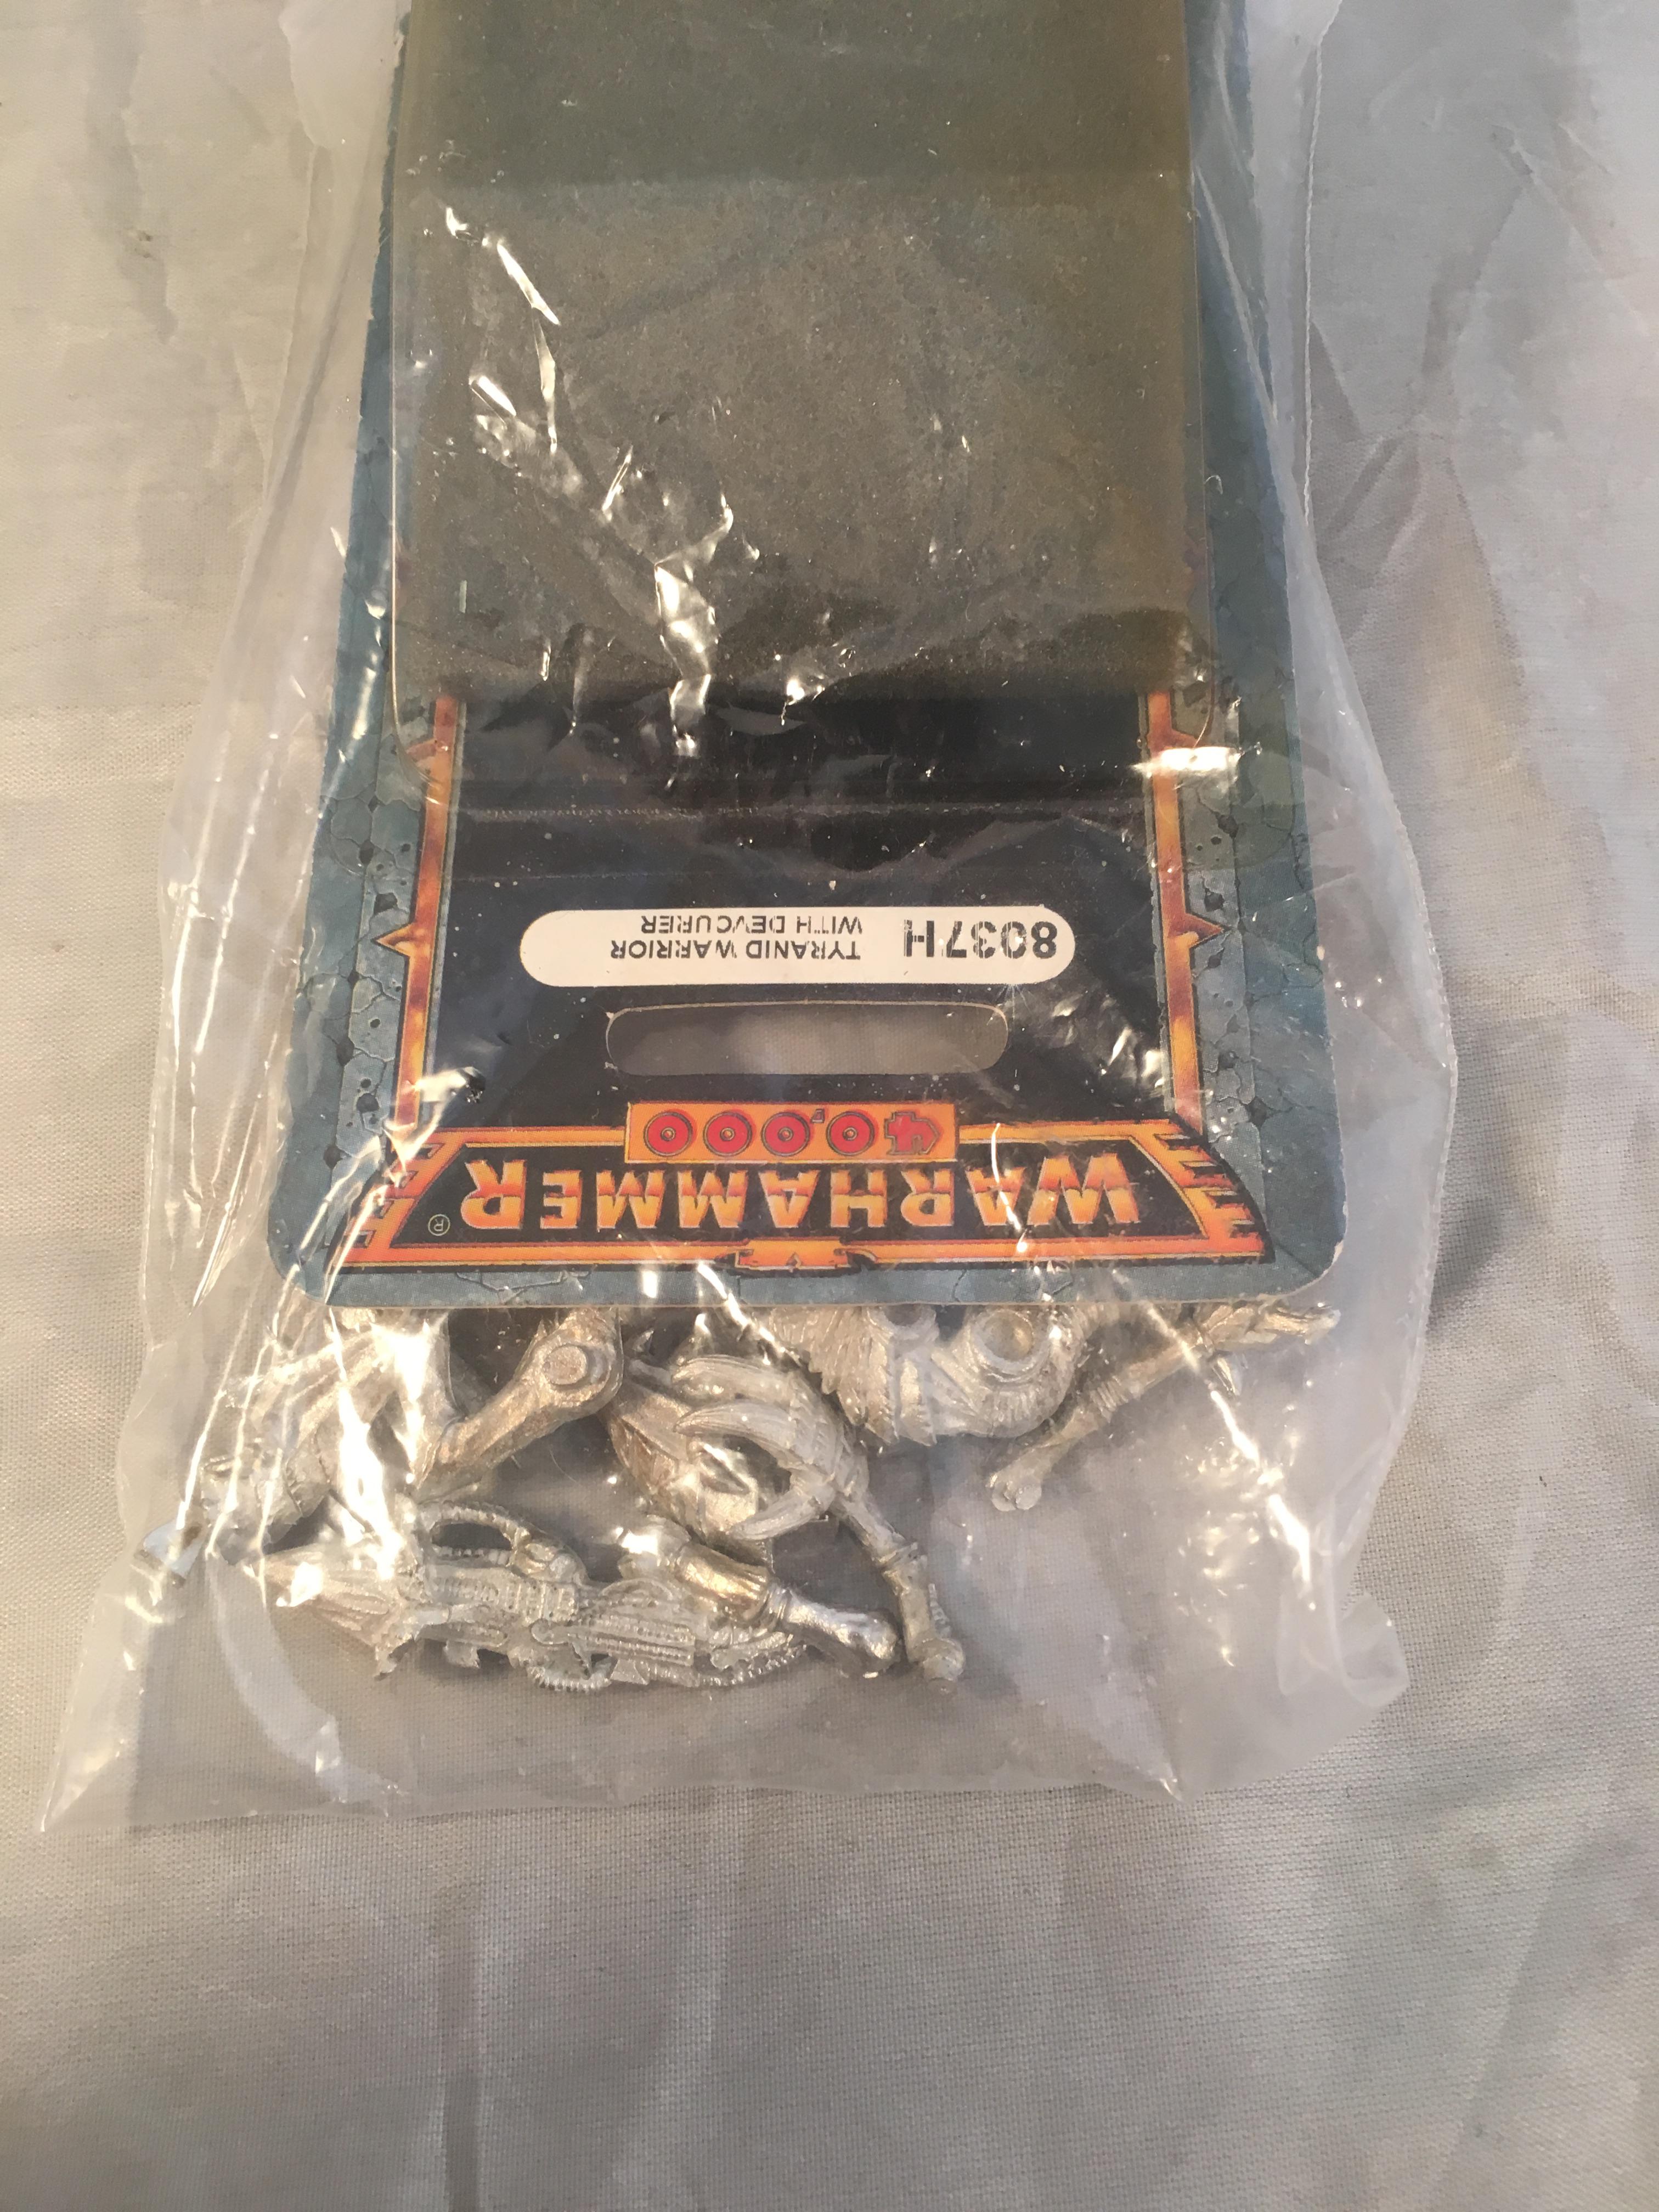 WARHAMMER®
40,000
8037H
TYRANID WARRIOR
WITH DEVOURER